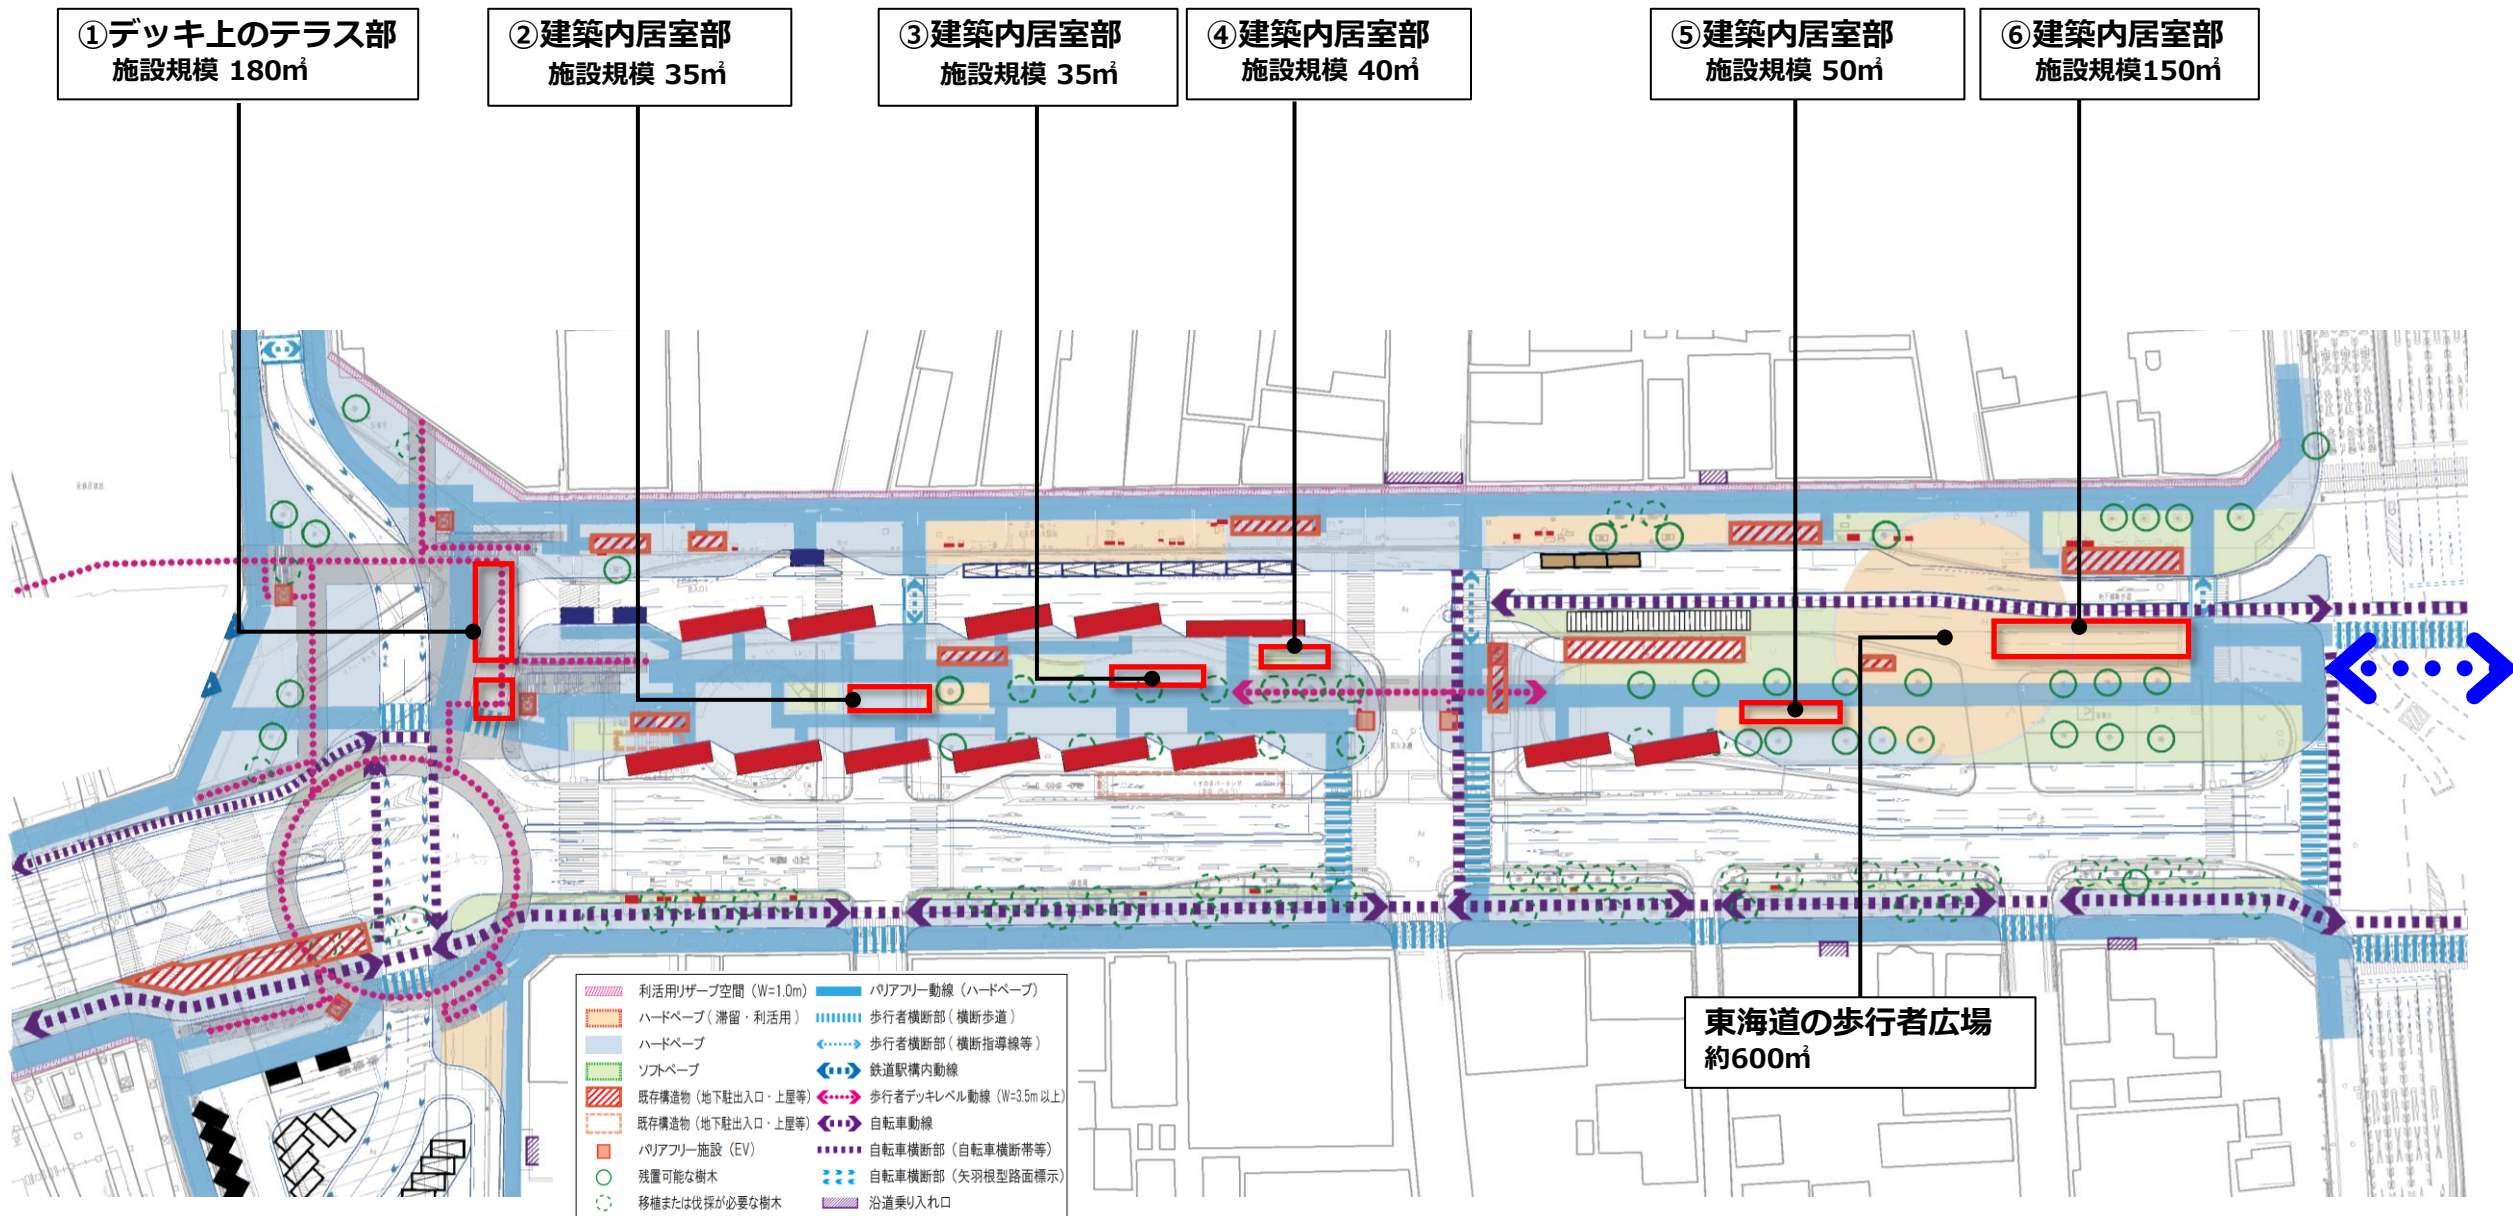 ①デッキ上のテラス部
施設規模 180㎡
②建築内居室部
施設規模 35㎡
③建築内居室部
施設規模 35㎡
④建築内居室部
施設規模 40㎡
⑤建築内居室部
施設規模 50㎡
⑥建築内居室部
施設規模150㎡
東海道の歩行者広場
約600㎡
利活用リザーブ空間（W=1.0m）
ハードペーブ（滞留・利活用）
ハードペーブ
ソフトペーブ
既存構造物（地下駐出入口・上屋等）
既存構造物（地下駐出入口・上屋等）
バリアフリー施設（EV）
残置可能な樹木
移植または伐採が必要な樹木
バリアフリー動線（ハードペーブ）
歩行者横断部（横断歩道）
歩行者横断部（横断指導線等）
鉄道駅構内動線
歩行者デッキレベル動線（W=3.5m以上）
自転車動線
自転車横断部（自転車横断帯等）
自転車横断部（矢羽根型路面標示）
沿道乗り入れ口